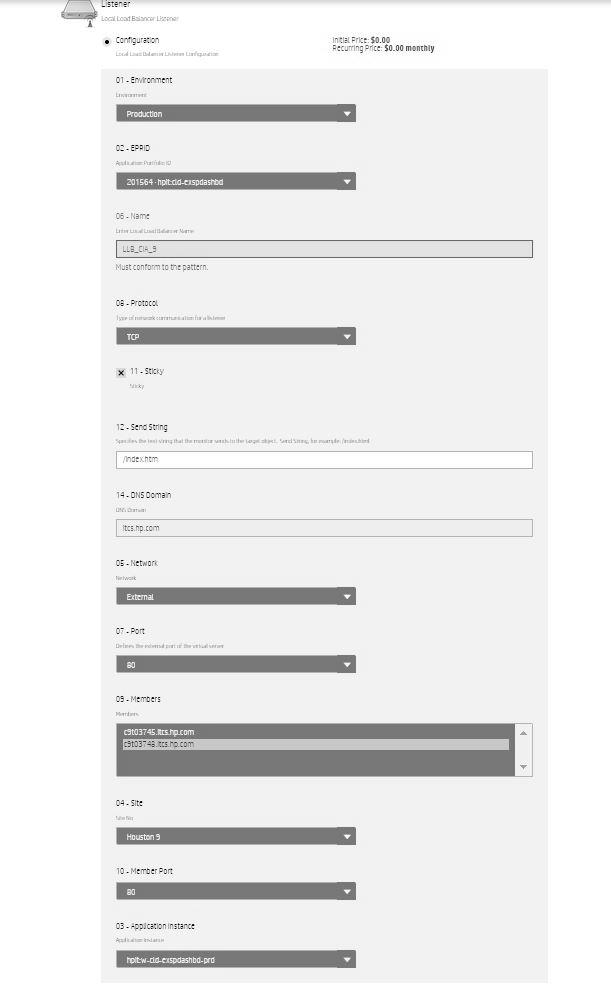 Listener
Local Load Balancer Listener
Configuration
Initial Price: $0.00
Local Load Balancer Listener Configuration
Recurring Price: $0.00 monthly
01 - Environment
Environment
Production
02 - EPRID
Application Portfolio ID
201564 - hpit:cld-exspdashbd
06 - Name
Enter Local Load Balancer Name
LLB_CIA_9
Must conform to the pattern.
08 - Protocol
Type of network communication for a listener
TCP
11 - Sticky
Sticky
12 - Send String
Specifies the text string that the monitor sends to the target object. Send String, for example: /index.html
/index.htm
14 - DNS Domain
DNS Domain
itcs.hp.com
05 - Network
Network
External
07 - Port
Defines the external port of the virtual server
80
09 - Members
Members
c9t03745.itcs.hp.com
c9t03748.itcs.hp.com
04 - Site
Site No
Houston 9
10 - Member Port
80
03 - Application Instance
Application Instance
hpit:w-cld-exspdashbd-prd